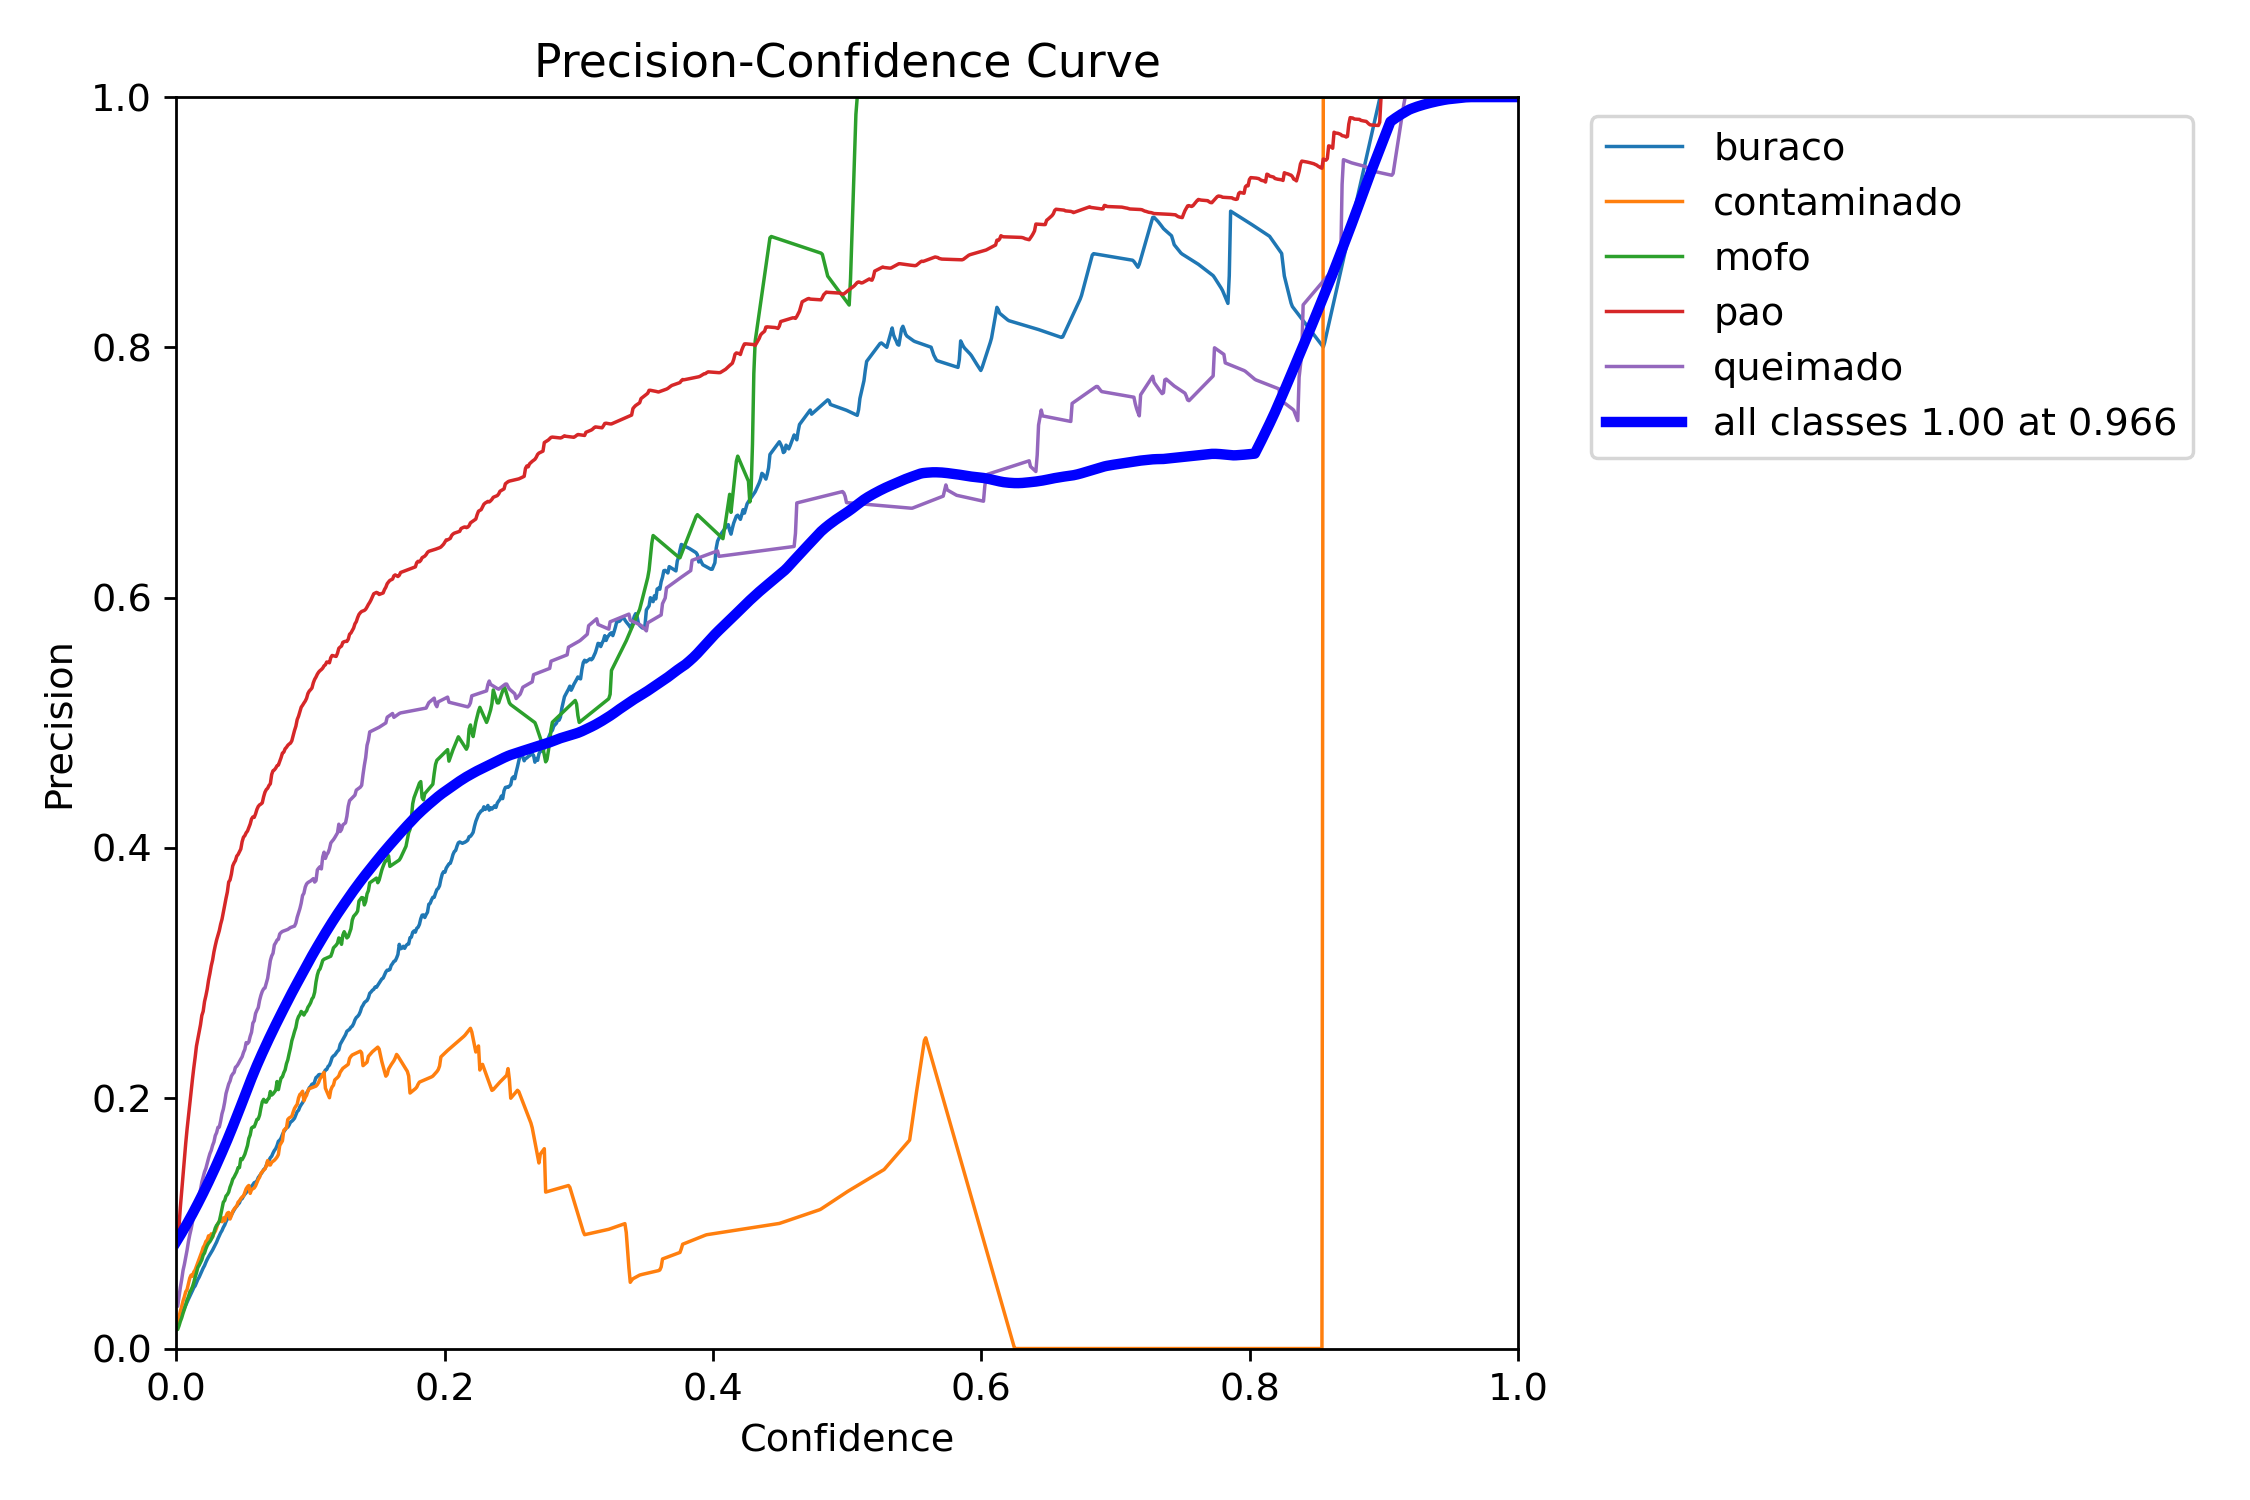 Precision-Confidence Curve
1.0
0.8
0.6
0.4
0.2
0.0
Precision
0.0 0.2 0.4 0.6 0.8 1.0
Confidence
buraco
contaminado
mofo
pao
queimado
all classes 1.00 at 0.966